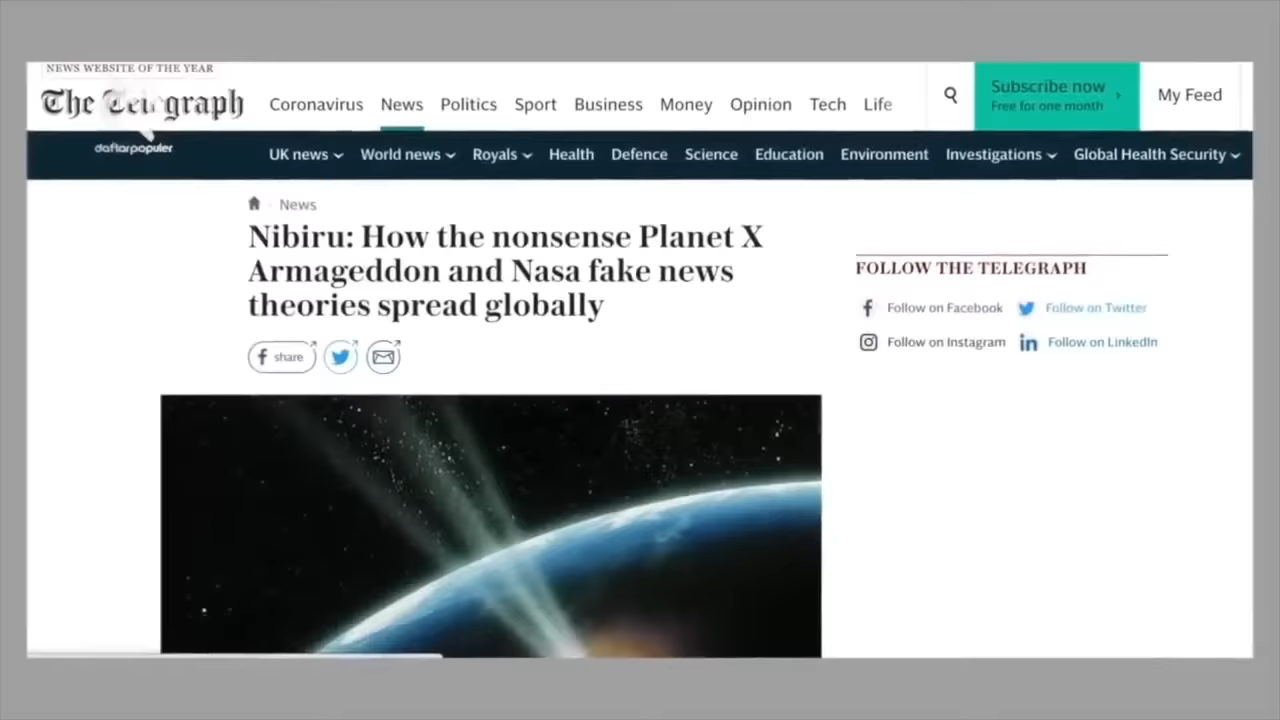 NEWS WEBSITE OF THE YEAR
The Telegraph
daftarpopuler
Coronavirus News Politics Sport Business Money Opinion Tech Life
Subscribe now
Free for one month
My Feed
UK news World news Royals Health Defence Science Education Environment Investigations Global Health Security
News
Nibiru: How the nonsense Planet X
Armageddon and Nasa fake news
theories spread globally
share
FOLLOW THE TELEGRAPH
Follow on Facebook Follow on Twitter
Follow on Instagram Follow on LinkedIn